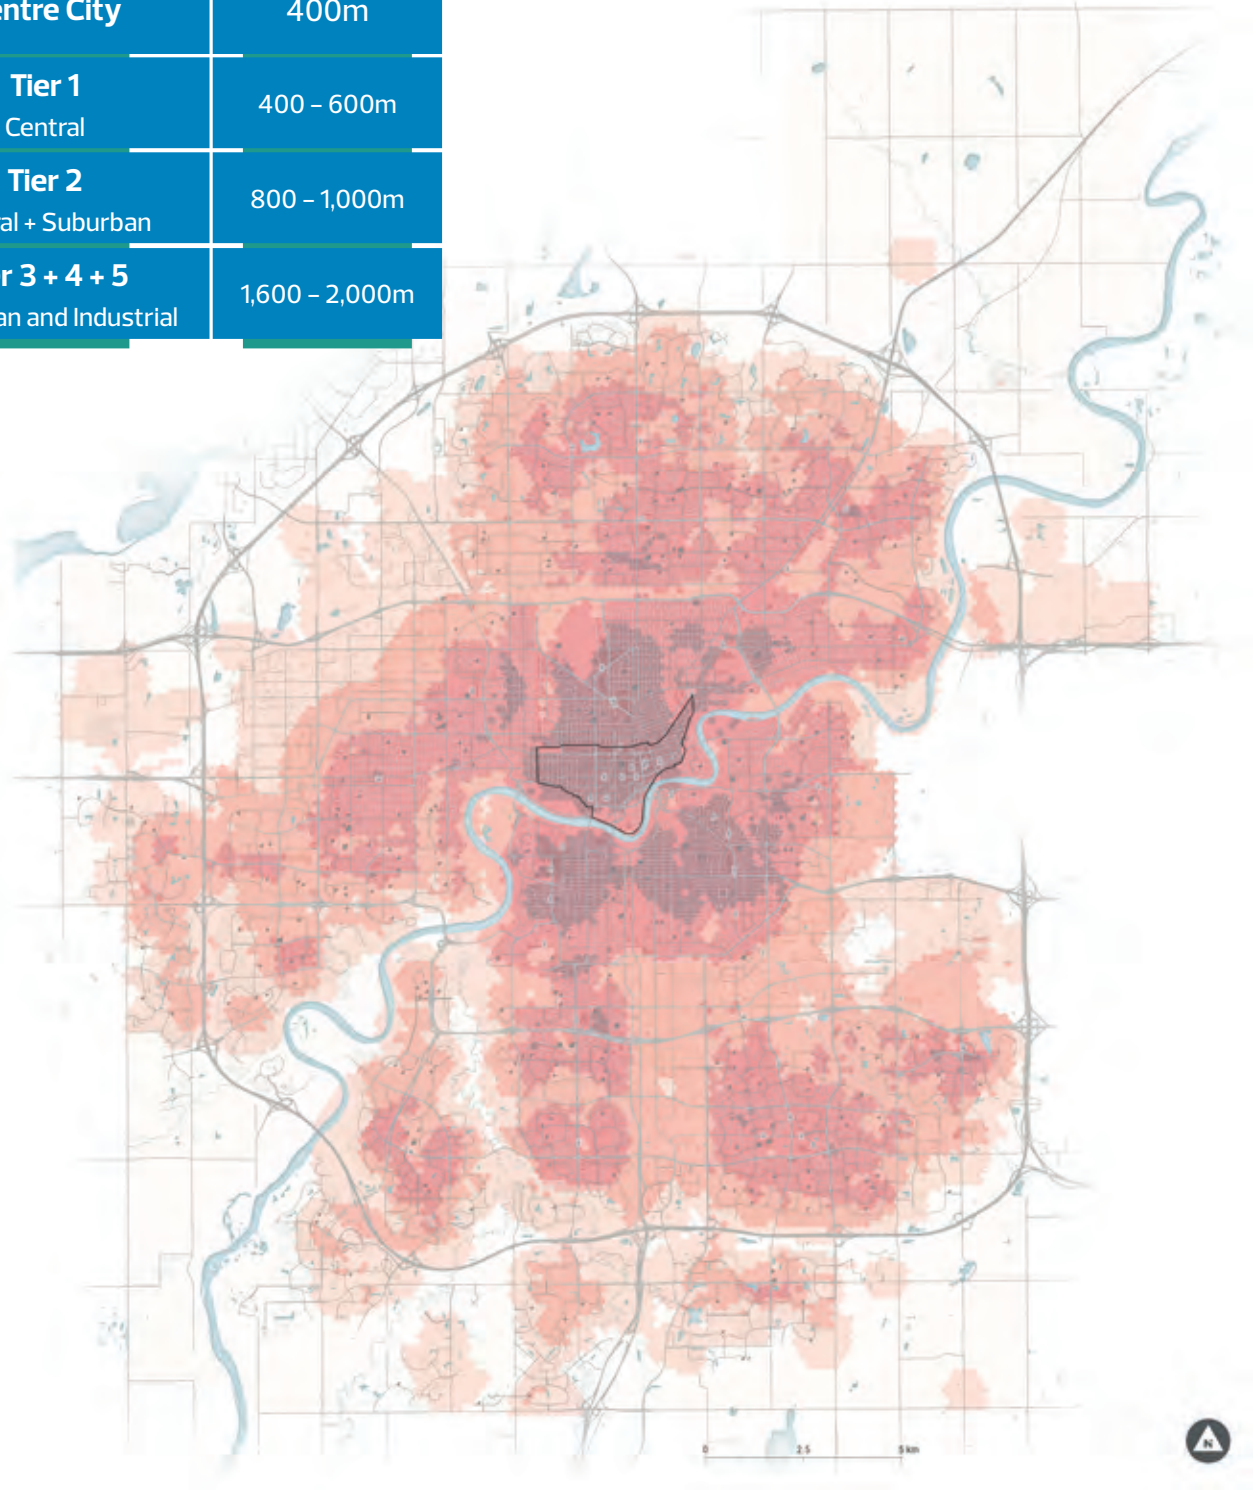 entre City
400m
Tier 1
Central
400 – 600m
Tier 2
al + Suburban
800 – 1,000m
r 3 + 4 + 5
an and Industrial
1,600 – 2,000m
0 2.5 5 km
N